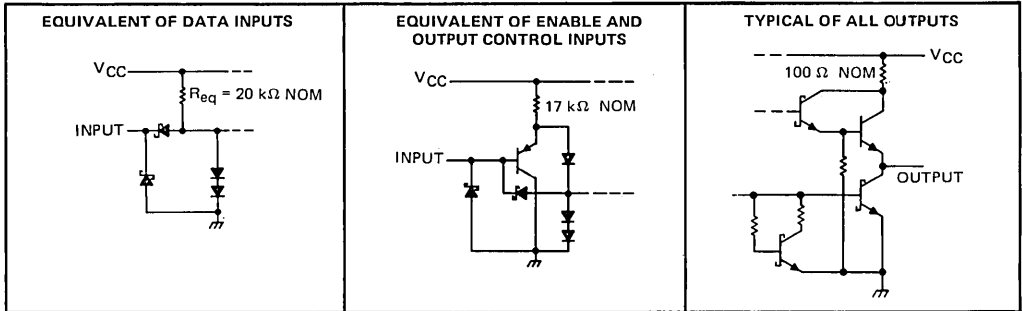 EQUIVALENT OF DATA INPUTS
VCC
Req = 20 kΩ NOM
INPUT
EQUIVALENT OF ENABLE AND
OUTPUT CONTROL INPUTS
VCC
17 kΩ NOM
INPUT
TYPICAL OF ALL OUTPUTS
VCC
100 Ω NOM
OUTPUT